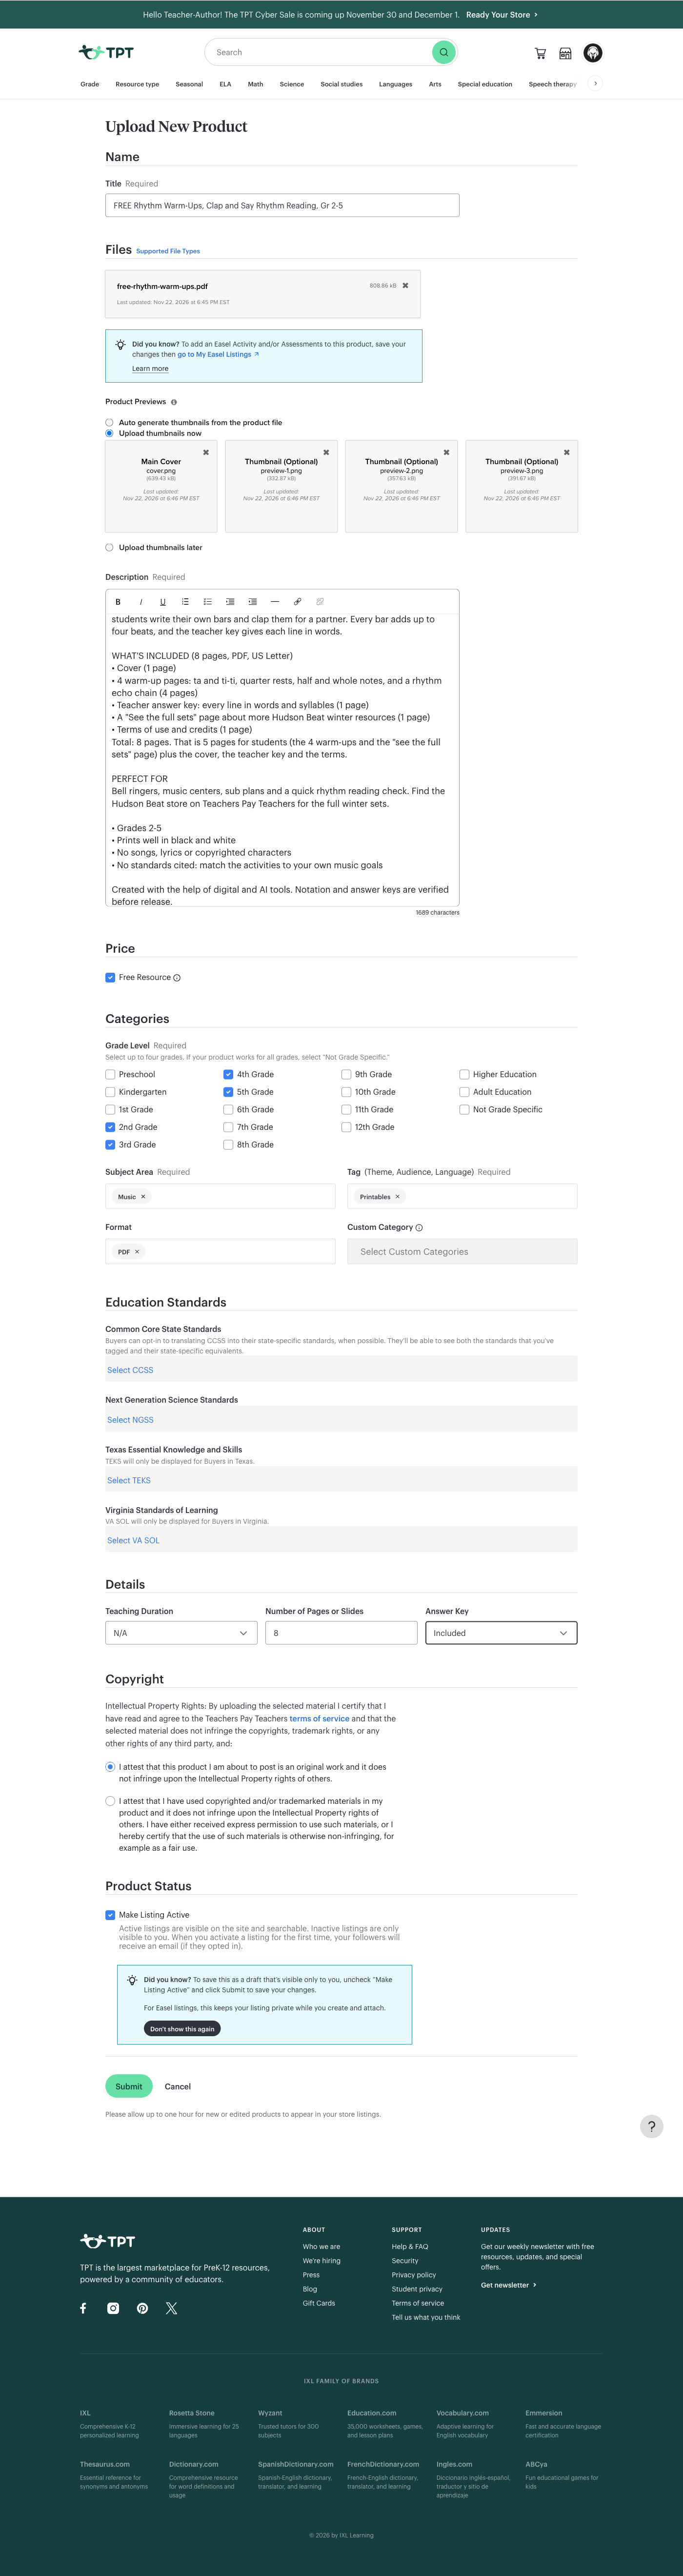 Hello Teacher-Author! The TPT Cyber Sale is coming up November 30 and December 1. Ready Your Store
TPT
Search
Grade Resource type Seasonal ELA Math Science Social studies Languages Arts Special education Speech therapy
Upload New Product
Name
Title Required
FREE Rhythm Warm-Ups, Clap and Say Rhythm Reading, Gr 2-5
Files Supported File Types
free-rhythm-warm-ups.pdf 808.86 kB
Last updated: Nov 22, 2026 at 6:45 PM EST
Did you know? To add an Easel Activity and/or Assessments to this product, save your
changes then go to My Easel Listings
Learn more
Product Previews
Auto generate thumbnails from the product file
Upload thumbnails now
Main Cover
cover.png
(639.43 kB)
Last updated:
Nov 22, 2026 at 6:46 PM EST
Thumbnail (Optional)
preview-1.png
(332.87 kB)
Last updated:
Nov 22, 2026 at 6:46 PM EST
Thumbnail (Optional)
preview-2.png
(357.63 kB)
Last updated:
Nov 22, 2026 at 6:46 PM EST
Thumbnail (Optional)
preview-3.png
(391.67 kB)
Last updated:
Nov 22, 2026 at 6:46 PM EST
Upload thumbnails later
Description Required
B I U
students write their own bars and clap them for a partner. Every bar adds up to
four beats, and the teacher key gives each line in words.
WHAT'S INCLUDED (8 pages, PDF, US Letter)
• Cover (1 page)
• 4 warm-up pages: ta and ti-ti, quarter rests, half and whole notes, and a rhythm
echo chain (4 pages)
• Teacher answer key: every line in words and syllables (1 page)
• A "See the full sets" page about more Hudson Beat winter resources (1 page)
• Terms of use and credits (1 page)
Total: 8 pages. That is 5 pages for students (the 4 warm-ups and the "see the full
sets" page) plus the cover, the teacher key and the terms.
PERFECT FOR
Bell ringers, music centers, sub plans and a quick rhythm reading check. Find the
Hudson Beat store on Teachers Pay Teachers for the full winter sets.
• Grades 2-5
• Prints well in black and white
• No songs, lyrics or copyrighted characters
• No standards cited: match the activities to your own music goals
Created with the help of digital and AI tools. Notation and answer keys are verified
before release.
1689 characters
Price
Free Resource
Categories
Grade Level Required
Select up to four grades. If your product works for all grades, select "Not Grade Specific."
Preschool 4th Grade 9th Grade Higher Education
Kindergarten 5th Grade 10th Grade Adult Education
1st Grade 6th Grade 11th Grade Not Grade Specific
2nd Grade 7th Grade 12th Grade
3rd Grade 8th Grade
Subject Area Required Tag (Theme, Audience, Language) Required
Music Printables
Format Custom Category
PDF Select Custom Categories
Education Standards
Common Core State Standards
Buyers can opt-in to translating CCSS into their state-specific standards, when possible. They'll be able to see both the standards that you've
tagged and their state-specific equivalents.
Select CCSS
Next Generation Science Standards
Select NGSS
Texas Essential Knowledge and Skills
TEKS will only be displayed for Buyers in Texas.
Select TEKS
Virginia Standards of Learning
VA SOL will only be displayed for Buyers in Virginia.
Select VA SOL
Details
Teaching Duration Number of Pages or Slides Answer Key
N/A 8 Included
Copyright
Intellectual Property Rights: By uploading the selected material I certify that I
have read and agree to the Teachers Pay Teachers terms of service and that the
selected material does not infringe the copyrights, trademark rights, or any
other rights of any third party, and:
I attest that this product I am about to post is an original work and it does
not infringe upon the Intellectual Property rights of others.
I attest that I have used copyrighted and/or trademarked materials in my
product and it does not infringe upon the Intellectual Property rights of
others. I have either received express permission to use such materials, or I
hereby certify that the use of such materials is otherwise non-infringing, for
example as a fair use.
Product Status
Make Listing Active
Active listings are visible on the site and searchable. Inactive listings are only
visible to you. When you activate a listing for the first time, your followers will
receive an email (if they opted in).
Did you know? To save this as a draft that's visible only to you, uncheck "Make
Listing Active" and click Submit to save your changes.
For Easel listings, this keeps your listing private while you create and attach.
Don't show this again
Submit Cancel
Please allow up to one hour for new or edited products to appear in your store listings.
?
TPT
TPT is the largest marketplace for PreK-12 resources,
powered by a community of educators.
ABOUT
Who we are
We're hiring
Press
Blog
Gift Cards
SUPPORT
Help & FAQ
Security
Privacy policy
Student privacy
Terms of service
Tell us what you think
UPDATES
Get our weekly newsletter with free
resources, updates, and special
offers.
Get newsletter
IXL FAMILY OF BRANDS
IXL
Comprehensive K-12
personalized learning
Rosetta Stone
Immersive learning for 25
languages
Wyzant
Trusted tutors for 300
subjects
Education.com
35,000 worksheets, games,
and lesson plans
Vocabulary.com
Adaptive learning for
English vocabulary
Emmersion
Fast and accurate language
certification
Thesaurus.com
Essential reference for
synonyms and antonyms
Dictionary.com
Comprehensive resource
for word definitions and
usage
SpanishDictionary.com
Spanish-English dictionary,
translator, and learning
FrenchDictionary.com
French-English dictionary,
translator, and learning
Ingles.com
Diccionario inglés-español,
traductor y sitio de
aprendizaje
ABCya
Fun educational games for
kids
© 2026 by IXL Learning